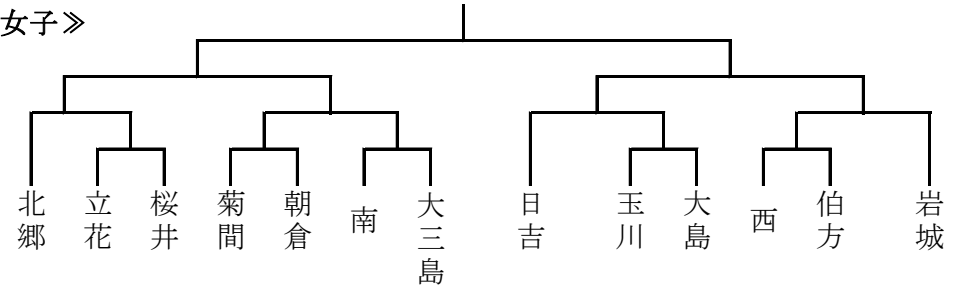 女子≫
北郷
立花
桜井
菊間
朝倉
南
大三島
日吉
玉川
大島
西
伯方
岩城